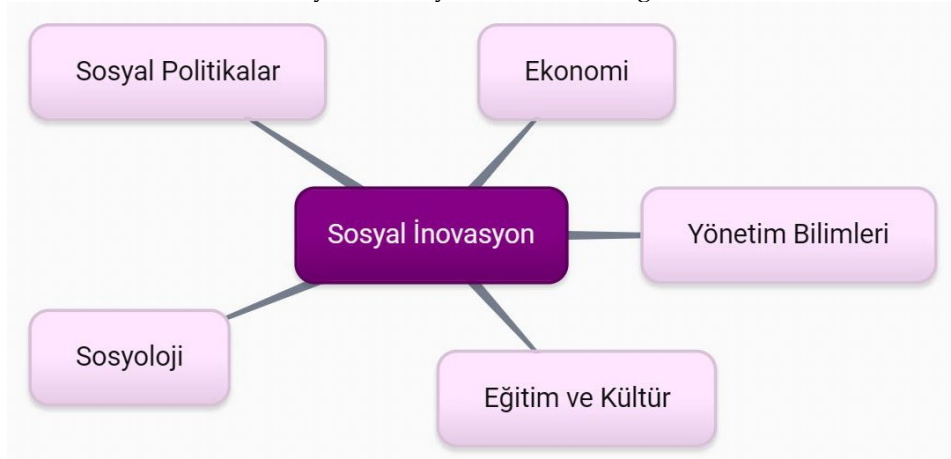 Sosyal Politikalar
Ekonomi
Sosyal İnovasyon
Yönetim Bilimleri
Sosyoloji
Eğitim ve Kültür